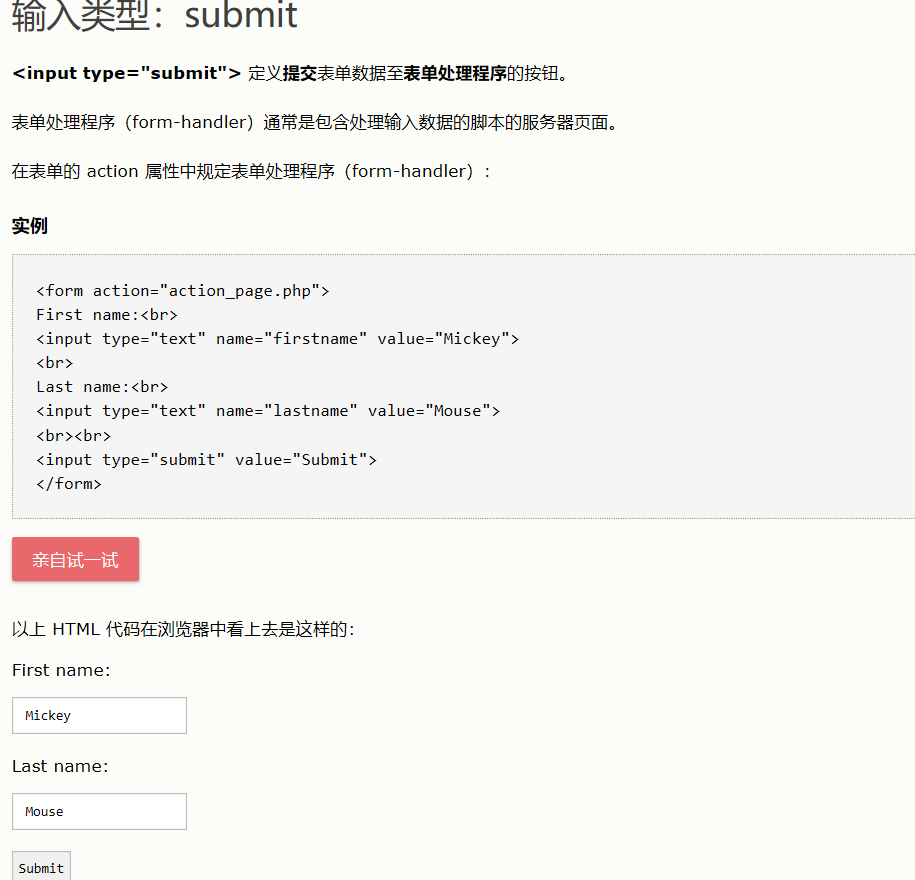 输入类型：submit
<input type="submit"> 定义提交表单数据至表单处理程序的按钮。
表单处理程序（form-handler）通常是包含处理输入数据的脚本的服务器页面。
在表单的 action 属性中规定表单处理程序（form-handler）：
实例
<form action="action_page.php">
First name:<br>
<input type="text" name="firstname" value="Mickey">
<br>
Last name:<br>
<input type="text" name="lastname" value="Mouse">
<br><br>
<input type="submit" value="Submit">
</form>
亲自试一试
以上 HTML 代码在浏览器中看上去是这样的：
First name:
Mickey
Last name:
Mouse
Submit